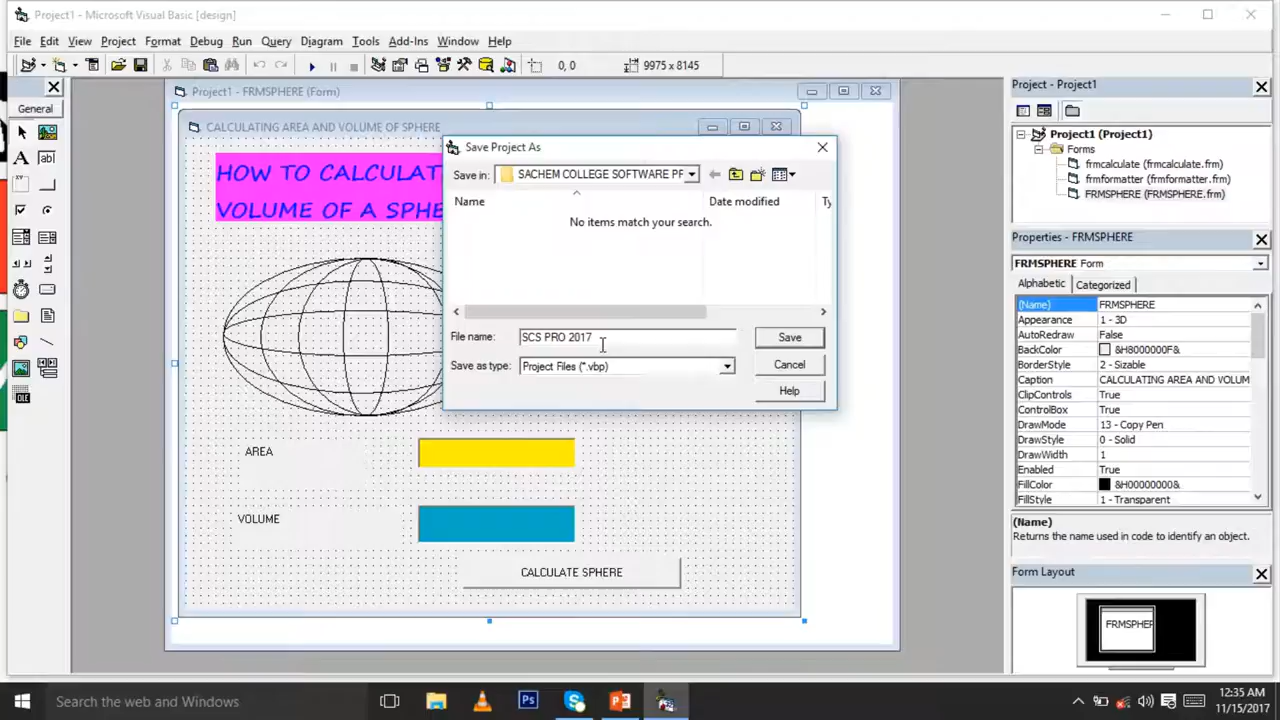 Project1 - Microsoft Visual Basic [design]
File Edit View Project Format Debug Run Query Diagram Tools Add-Ins Window Help
0, 0
9975 x 8145
General
Project1 - FRMSPHERE (Form)
CALCULATING AREA AND VOLUME OF SPHERE
HOW TO CALCULAT
VOLUME OF A SPHE
AREA
VOLUME
CALCULATE SPHERE
Save Project As
Save in: SACHEM COLLEGE SOFTWARE PF
Name Date modified Ty
No items match your search.
File name: SCS PRO 2017
Save
Save as type: Project Files (*.vbp)
Cancel
Help
Project - Project1
Project1 (Project1)
Forms
frmcalculate (frmcalculate.frm)
frmformatter (frmformatter.frm)
FRMSPHERE (FRMSPHERE.frm)
Properties - FRMSPHERE
FRMSPHERE Form
Alphabetic Categorized
(Name) FRMSPHERE
Appearance 1 - 3D
AutoRedraw False
BackColor &H8000000F&
BorderStyle 2 - Sizable
Caption CALCULATING AREA AND VOLUM
ClipControls True
ControlBox True
DrawMode 13 - Copy Pen
DrawStyle 0 - Solid
DrawWidth 1
Enabled True
FillColor &H00000000&
FillStyle 1 - Transparent
(Name)
Returns the name used in code to identify an object.
Form Layout
FRMSPHER
Search the web and Windows
Ps
12:35 AM
11/15/2017